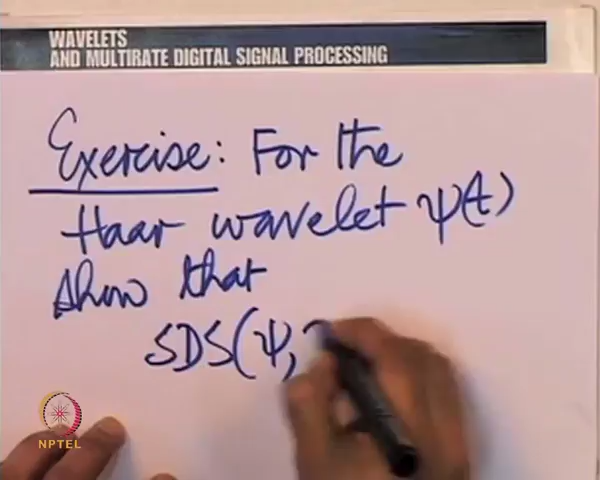 WAVELETS
AND MULTIRATE DIGITAL SIGNAL PROCESSING
Exercise: For the
Haar wavelet ψ(t)
show that
SDS(ψ,
NPTEL